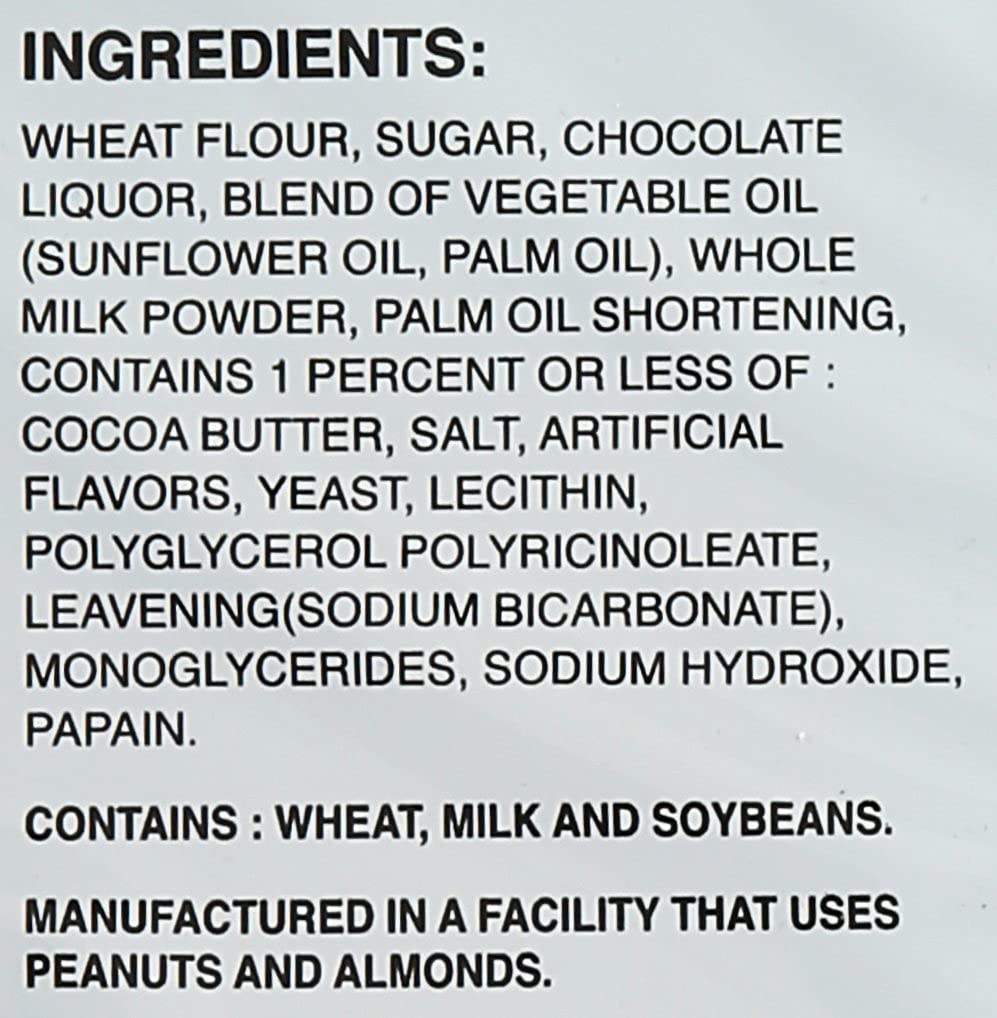 INGREDIENTS:
WHEAT FLOUR, SUGAR, CHOCOLATE
LIQUOR, BLEND OF VEGETABLE OIL
(SUNFLOWER OIL, PALM OIL), WHOLE
MILK POWDER, PALM OIL SHORTENING,
CONTAINS 1 PERCENT OR LESS OF :
COCOA BUTTER, SALT, ARTIFICIAL
FLAVORS, YEAST, LECITHIN,
POLYGLYCEROL POLYRICINOLEATE,
LEAVENING(SODIUM BICARBONATE),
MONOGLYCERIDES, SODIUM HYDROXIDE,
PAPAIN.
CONTAINS : WHEAT, MILK AND SOYBEANS.
MANUFACTURED IN A FACILITY THAT USES
PEANUTS AND ALMONDS.